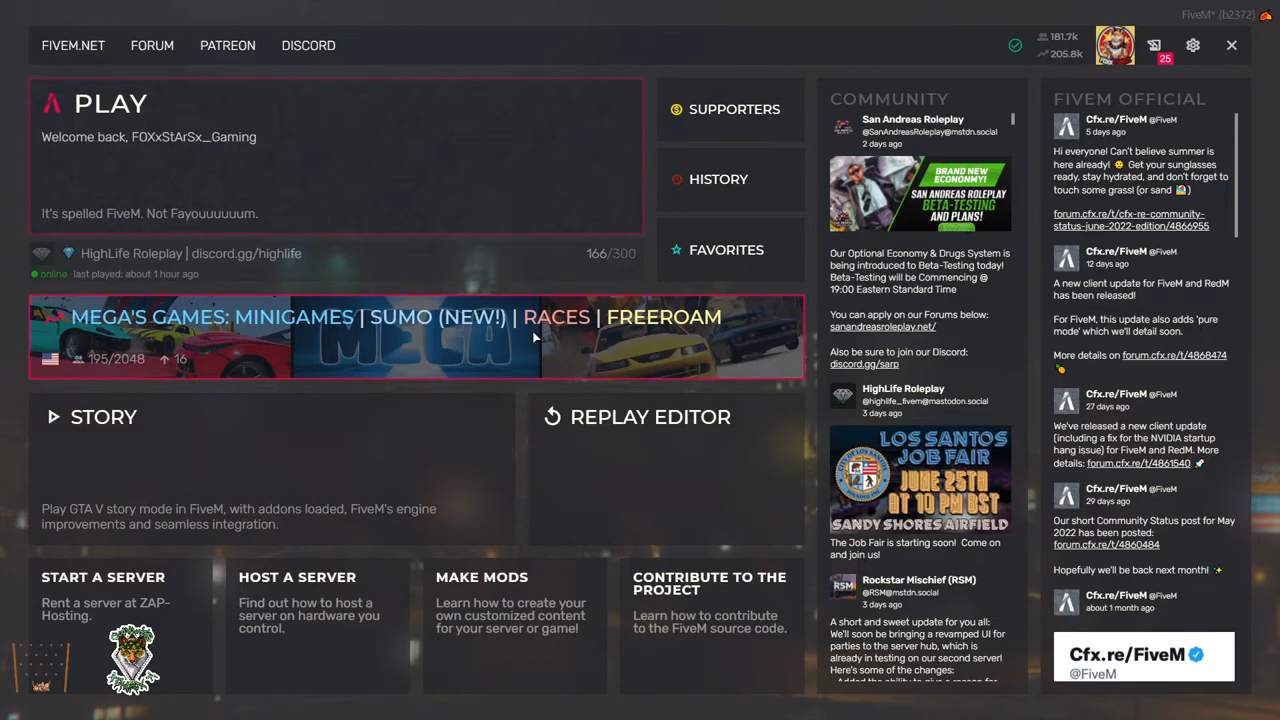 FiveM* (b2372)
FIVEM.NET
FORUM
PATREON
DISCORD
181.7k
205.8k
25
PLAY
Welcome back, FOXxStArSx_Gaming
It's spelled FiveM. Not Fayouuuuuum.
HighLife Roleplay | discord.gg/highlife
166/300
online
last played: about 1 hour ago
SUPPORTERS
HISTORY
FAVORITES
MEGA'S GAMES: MINIGAMES | SUMO (NEW!) | RACES | FREEROAM
MEGA
195/2048
16
STORY
Play GTA V story mode in FiveM, with addons loaded, FiveM's engine
improvements and seamless integration.
REPLAY EDITOR
START A SERVER
Rent a server at ZAP-
Hosting.
HOST A SERVER
Find out how to host a
server on hardware you
control.
MAKE MODS
Learn how to create your
own customized content
for your server or game!
CONTRIBUTE TO THE
PROJECT
Learn how to contribute
to the FiveM source code.
COMMUNITY
San Andreas Roleplay
@SanAndreasRoleplay@mstdn.social
2 days ago
BRAND NEW
ECONONMY!
SAN ANDREAS ROLEPLAY
BETA-TESTING
AND PLANS!
Our Optional Economy & Drugs System is
being introduced to Beta-Testing today!
Beta-Testing will be Commencing @
19:00 Eastern Standard Time
You can apply on our Forums below:
sanandreasroleplay.net/
Also be sure to join our Discord:
discord.gg/sarp
HighLife Roleplay
@highlife_fivem@mastodon.social
3 days ago
LOS SANTOS
JOB FAIR
JUNE 25TH
AT 10 PM BST
SANDY SHORES AIRFIELD
The Job Fair is starting soon! Come on
and join us!
RSM
Rockstar Mischief (RSM)
@RSM@mstdn.social
3 days ago
A short and sweet update for you all:
We'll soon be bringing a revamped UI for
parties to the server hub, which is
already in testing on our second server!
Here's some of the changes:
- Added the ability to give a reason for
FIVEM OFFICIAL
Cfx.re/FiveM @FiveM
5 days ago
Hi everyone! Can't believe summer is
here already! Get your sunglasses
ready, stay hydrated, and don't forget to
touch some grass! (or sand)
forum.cfx.re/t/cfx-re-community-
status-june-2022-edition/4866955
Cfx.re/FiveM @FiveM
12 days ago
A new client update for FiveM and RedM
has been released!
For FiveM, this update also adds 'pure
mode' which we'll detail soon.
More details on forum.cfx.re/t/4868474
Cfx.re/FiveM @FiveM
27 days ago
We've released a new client update
(including a fix for the NVIDIA startup
hang issue) for FiveM and RedM. More
details: forum.cfx.re/t/4861540
Cfx.re/FiveM @FiveM
29 days ago
Our short Community Status post for May
2022 has been posted:
forum.cfx.re/t/4860484
Hopefully we'll be back next month!
Cfx.re/FiveM @FiveM
about 1 month ago
Cfx.re/FiveM
@FiveM